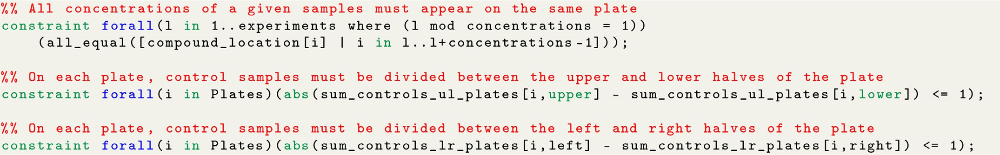 %% All concentrations of a given samples must appear on the same plate
constraint forall(l in 1..experiments where (l mod concentrations = 1))
(all_equal([compound_location[i] | i in l..l+concentrations-1]));
%% On each plate, control samples must be divided between the upper and lower halves of the plate
constraint forall(i in Plates)(abs(sum_controls_ul_plates[i,upper] - sum_controls_ul_plates[i,lower]) <= 1);
%% On each plate, control samples must be divided between the left and right halves of the plate
constraint forall(i in Plates)(abs(sum_controls_lr_plates[i,left] - sum_controls_lr_plates[i,right]) <= 1);